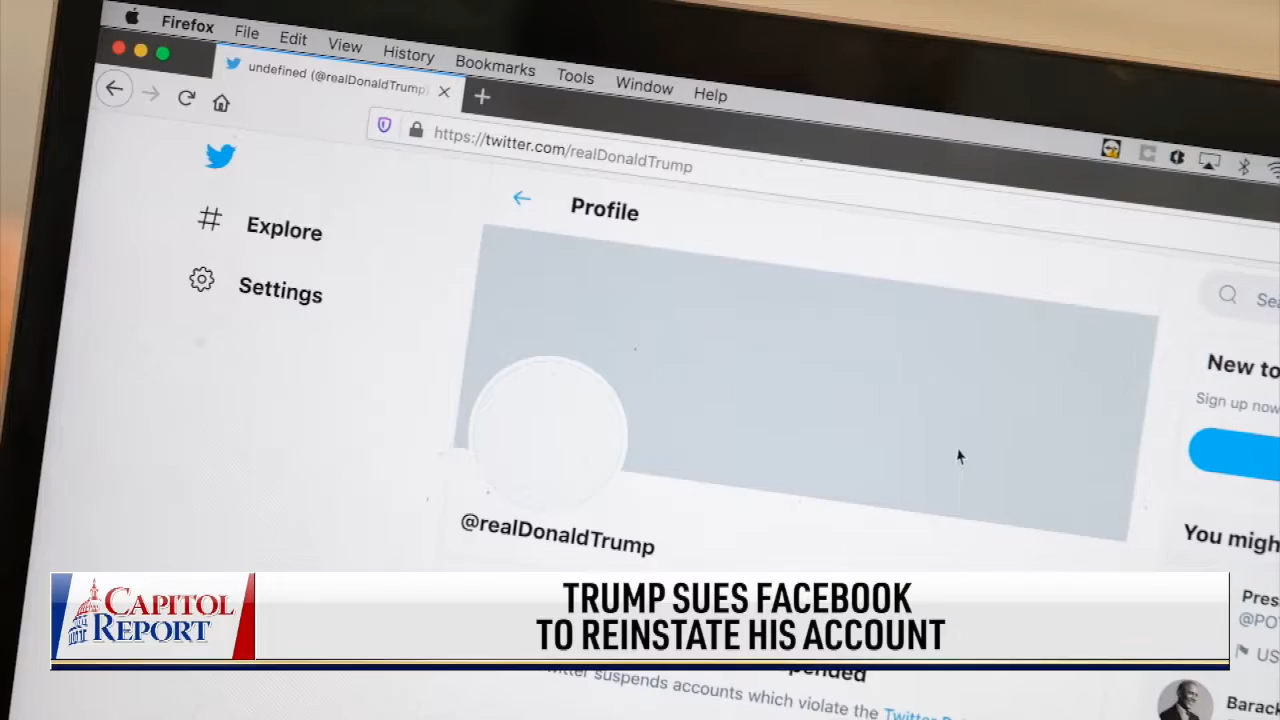 Firefox File Edit View History Bookmarks Tools Window Help
undefined (@realDonaldTrump)
https://twitter.com/realDonaldTrump
Profile
Explore
Settings
@realDonaldTrump
New to
Sign up now
You migh
Pres
@PO
US
Barack
CAPITOL
REPORT
TRUMP SUES FACEBOOK
TO REINSTATE HIS ACCOUNT
suspends accounts which violate the Twitter